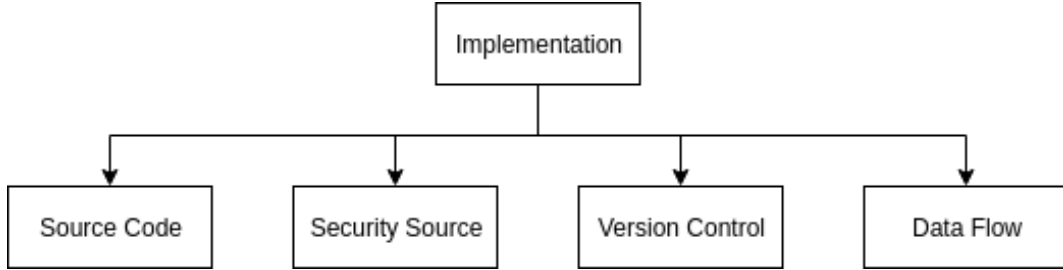 Implementation
Source Code
Security Source
Version Control
Data Flow